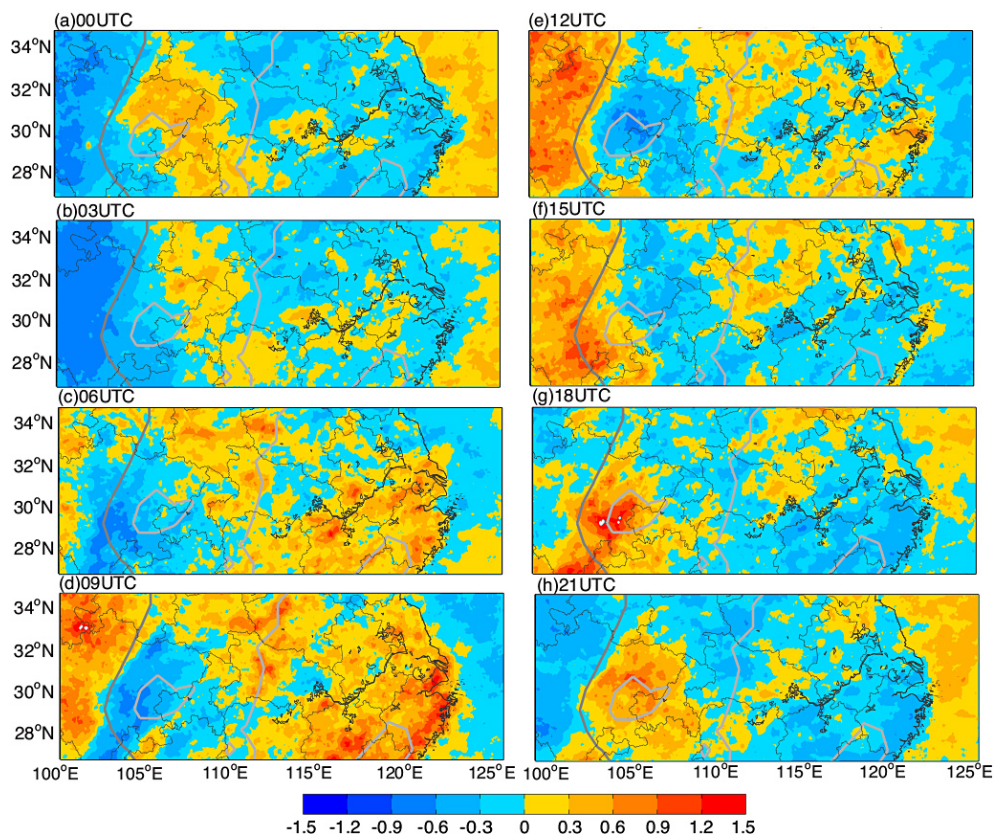 (a)00UTC
34°N
32°N
30°N
28°N
(b)03UTC
34°N
32°N
30°N
28°N
(c)06UTC
34°N
32°N
30°N
28°N
(d)09UTC
34°N
32°N
30°N
28°N
100°E 105°E 110°E 115°E 120°E 125°E
(e)12UTC
(f)15UTC
(g)18UTC
(h)21UTC
100°E 105°E 110°E 115°E 120°E 125°E
-1.5 -1.2 -0.9 -0.6 -0.3 0 0.3 0.6 0.9 1.2 1.5